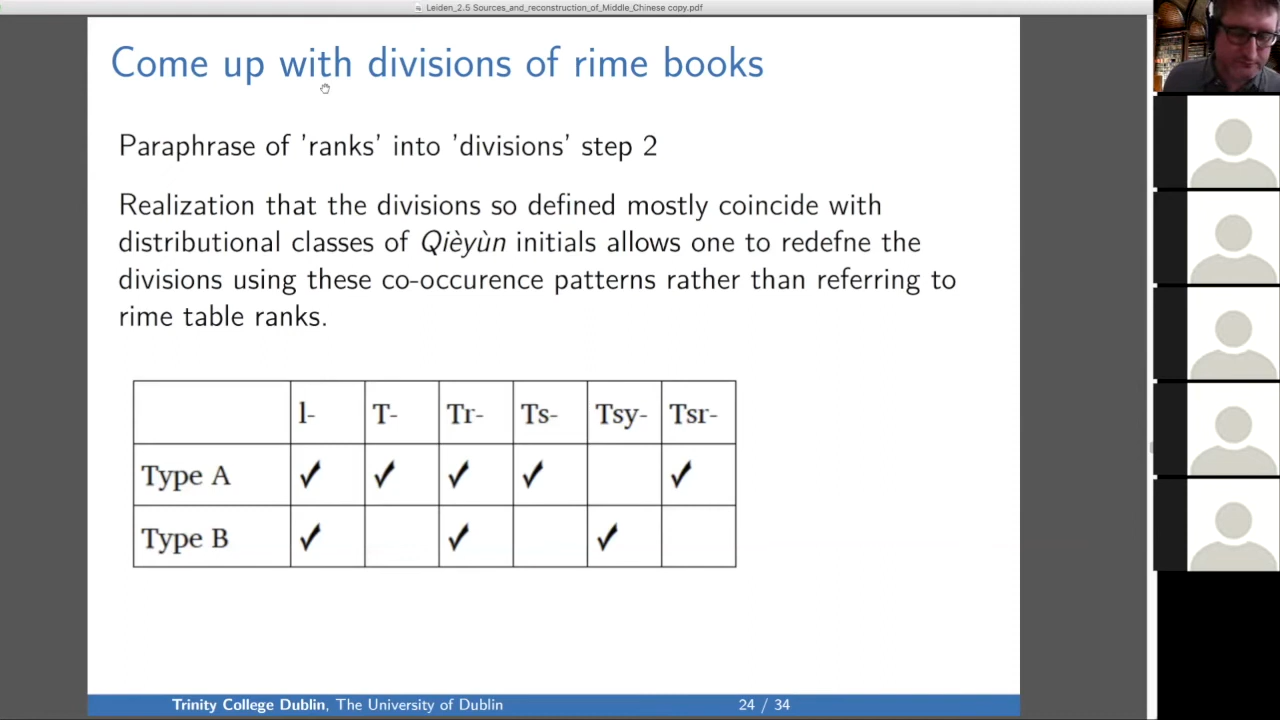 Leiden_2.5 Sources_and_reconstruction_of_Middle_Chinese copy.pdf
Come up with divisions of rime books
Paraphrase of 'ranks' into 'divisions' step 2
Realization that the divisions so defined mostly coincide with
distributional classes of Qièyùn initials allows one to redefne the
divisions using these co-occurence patterns rather than referring to
rime table ranks.
l- T- Tr- Ts- Tsy- Tsr-
Type A ✓ ✓ ✓ ✓ ✓
Type B ✓ ✓ ✓
Trinity College Dublin, The University of Dublin 24 / 34